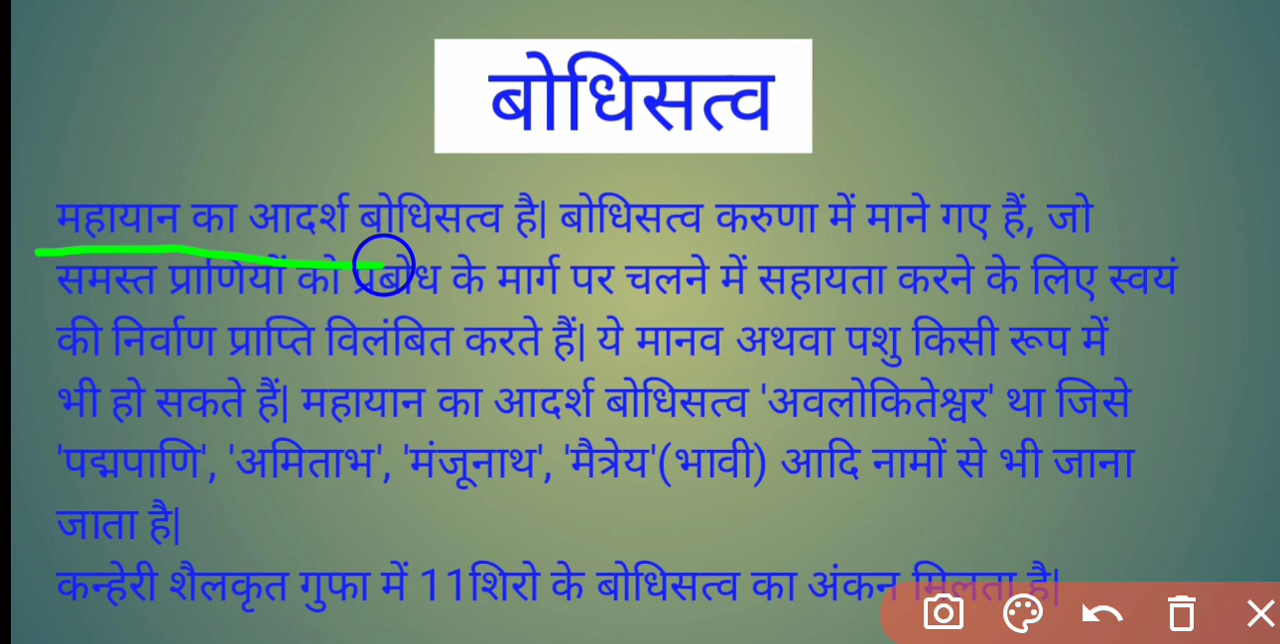 बोधिसत्व
महायान का आदर्श बोधिसत्व है| बोधिसत्व करुणा में माने गए हैं, जो
समस्त प्राणियों को प्रबोध के मार्ग पर चलने में सहायता करने के लिए स्वयं
की निर्वाण प्राप्ति विलंबित करते हैं| ये मानव अथवा पशु किसी रूप में
भी हो सकते हैं| महायान का आदर्श बोधिसत्व 'अवलोकितेश्वर' था जिसे
'पद्मपाणि', 'अमिताभ', 'मंजूनाथ', 'मैत्रेय'(भावी) आदि नामों से भी जाना
जाता है|
कन्हेरी शैलकृत गुफा में 11शिरो के बोधिसत्व का अंकन मिलता है|